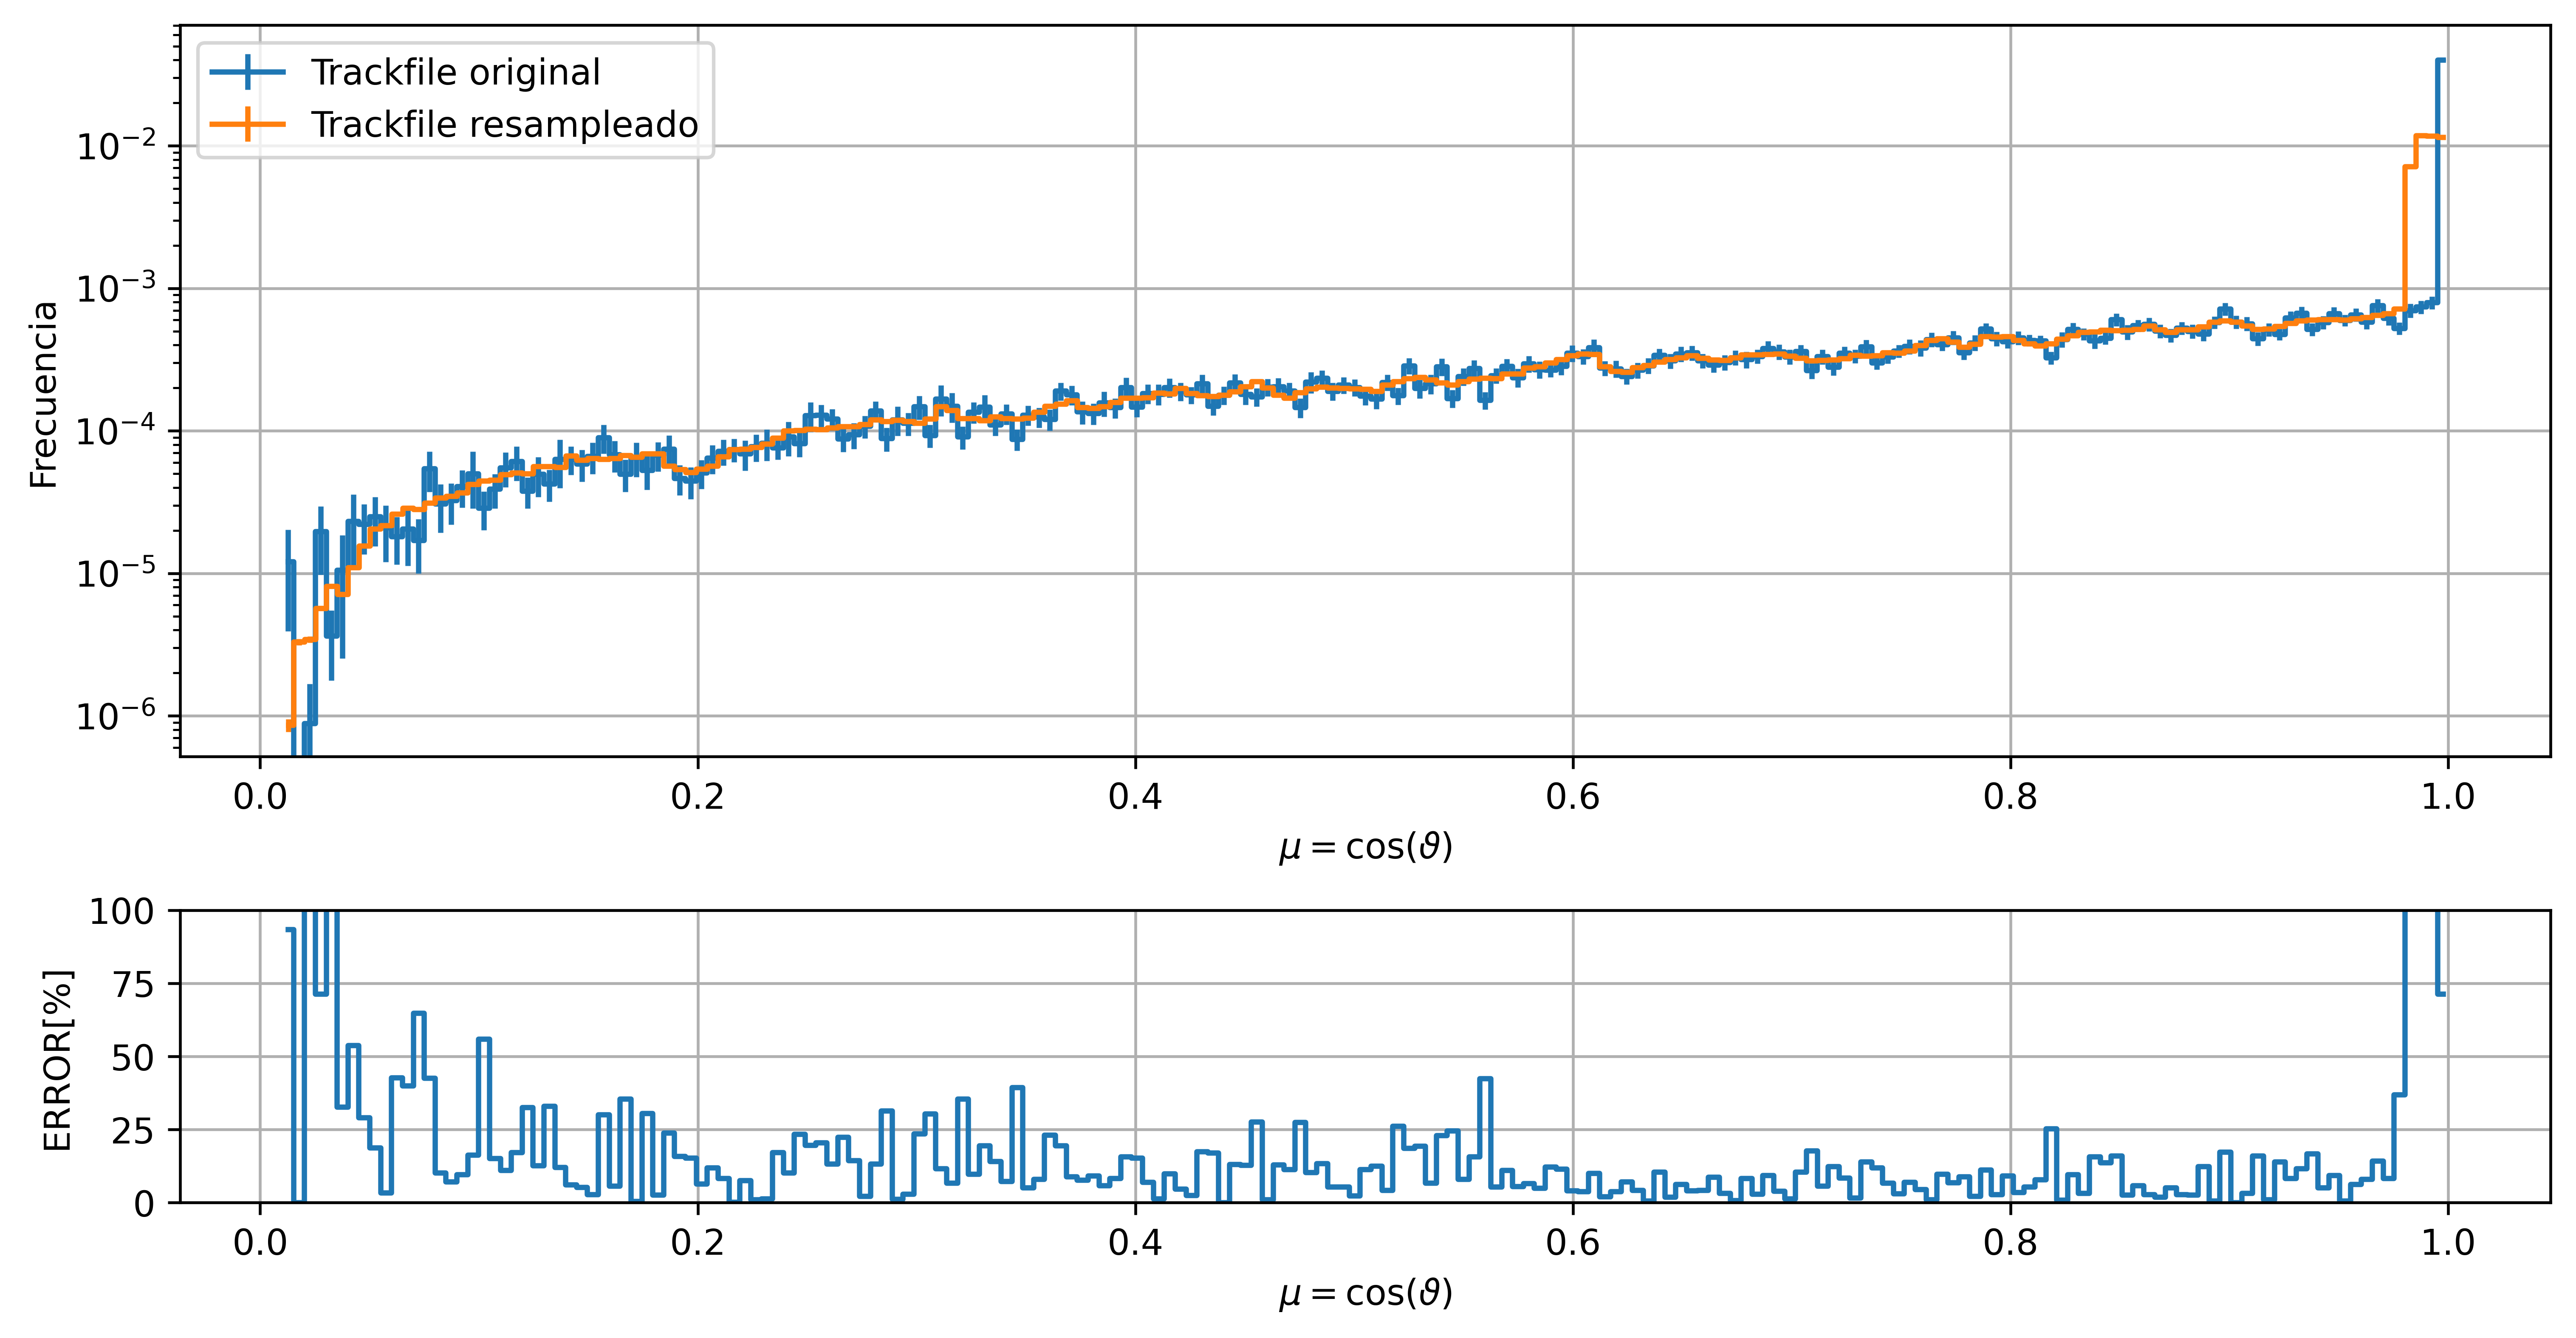 Trackfile original
Trackfile resampleado
Frecuencia
10⁻²
10⁻³
10⁻⁴
10⁻⁵
10⁻⁶
0.0 0.2 0.4 0.6 0.8 1.0
μ = cos(ϑ)
ERROR[%]
100
75
50
25
0
0.0 0.2 0.4 0.6 0.8 1.0
μ = cos(ϑ)